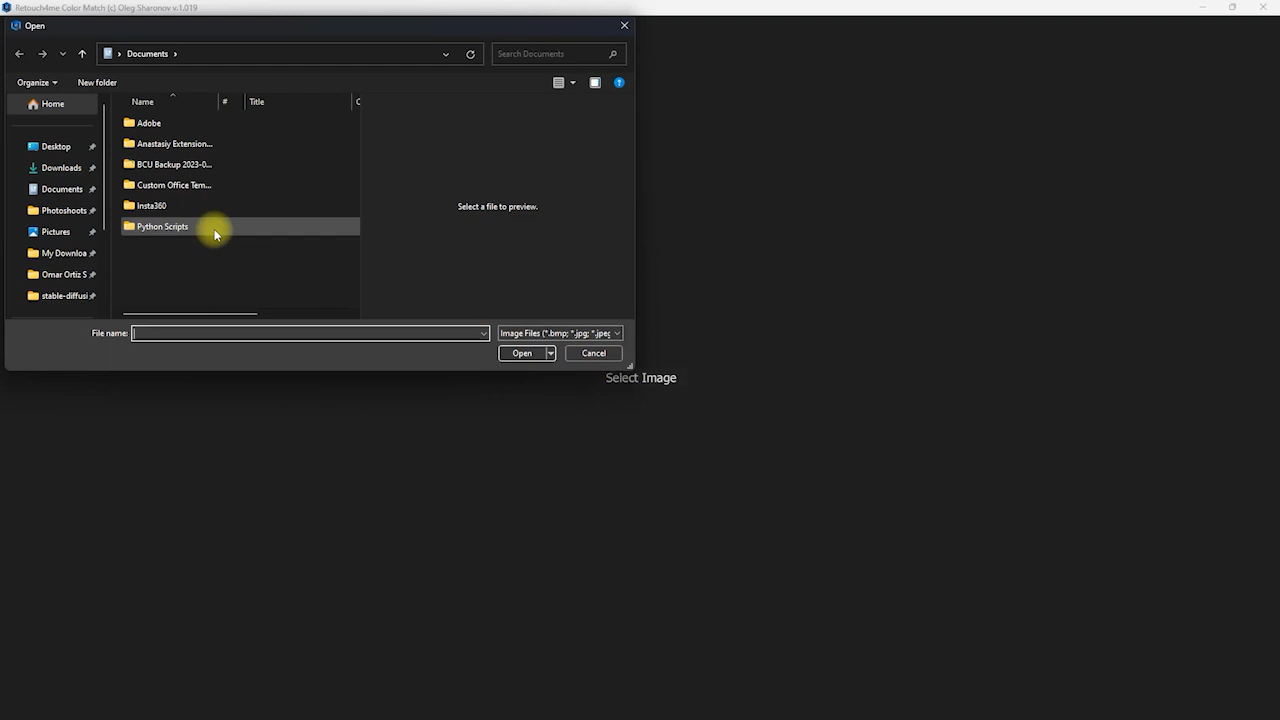 Retouch4me Color Match (c) Oleg Sharonov v.1.019
Open
Documents
Search Documents
Organize
New folder
Home
Name
#
Title
C
Adobe
Desktop
Anastasiy Extension...
Downloads
BCU Backup 2023-0...
Documents
Custom Office Tem...
Photoshoots
Insta360
Select a file to preview.
Pictures
Python Scripts
My Downloa
Omar Ortiz S
stable-diffusi
File name:
Image Files (*.bmp; *.jpg; *.jpeg
Open
Cancel
Select Image